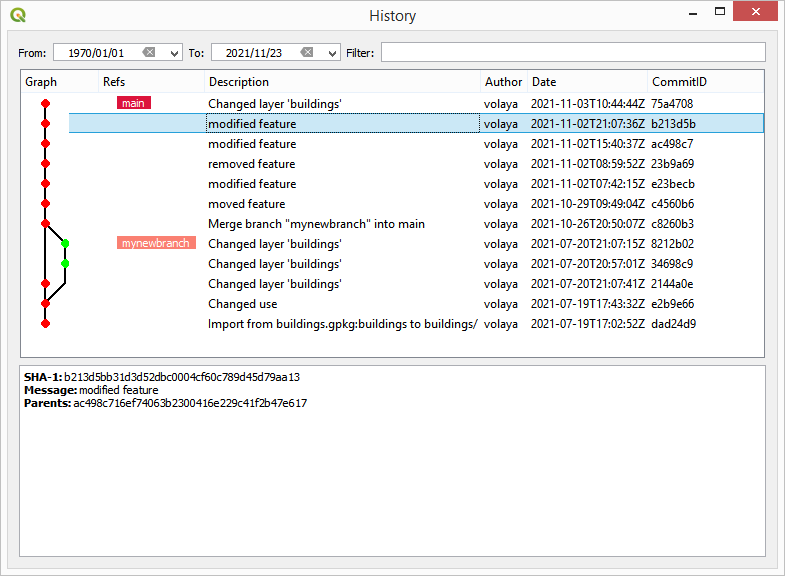 History
From: 1970/01/01 To: 2021/11/23 Filter:
Graph Refs Description Author Date CommitID
main Changed layer 'buildings' volaya 2021-11-03T10:44:44Z 75a4708
modified feature volaya 2021-11-02T21:07:36Z b213d5b
modified feature volaya 2021-11-02T15:40:37Z ac498c7
removed feature volaya 2021-11-02T08:59:52Z 23b9a69
modified feature volaya 2021-11-02T07:42:15Z e23becb
moved feature volaya 2021-10-29T09:49:04Z c4560b6
Merge branch "mynewbranch" into main volaya 2021-10-26T20:50:07Z c8260b3
mynewbranch Changed layer 'buildings' volaya 2021-07-20T21:07:15Z 8212b02
Changed layer 'buildings' volaya 2021-07-20T20:57:01Z 34698c9
Changed layer 'buildings' volaya 2021-07-20T21:07:41Z 2144a0e
Changed use volaya 2021-07-19T17:43:32Z e2b9e66
Import from buildings.gpkg:buildings to buildings/ volaya 2021-07-19T17:02:52Z dad24d9
SHA-1: b213d5bb31d3d52dbc0004cf60c789d45d79aa13
Message: modified feature
Parents: ac498c716ef74063b2300416e229c41f2b47e617